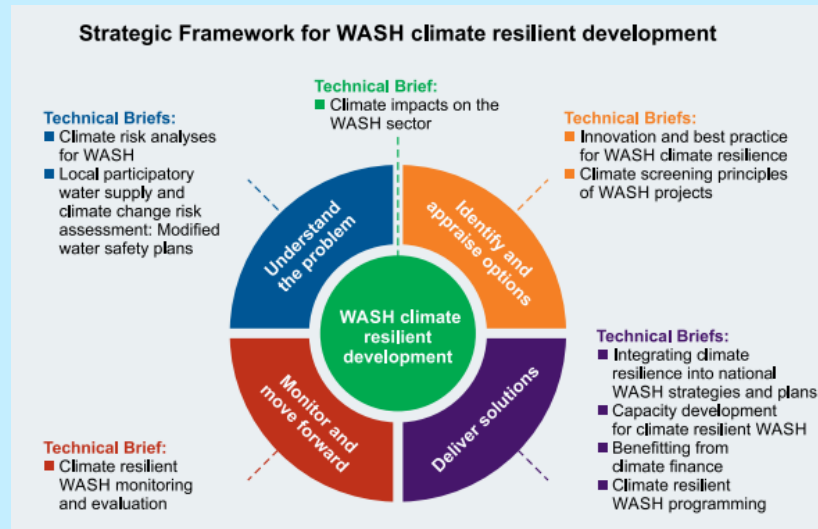 Strategic Framework for WASH climate resilient development
Technical Brief:
Climate impacts on the
WASH sector
Technical Briefs:
Climate risk analyses
for WASH
Local participatory
water supply and
climate change risk
assessment: Modified
water safety plans
Technical Briefs:
Innovation and best practice
for WASH climate resilience
Climate screening principles
of WASH projects
Understand
the problem
Identify and
appraise options
WASH climate
resilient
development
Monitor and
move forward
Deliver solutions
Technical Brief:
Climate resilient
WASH monitoring
and evaluation
Technical Briefs:
Integrating climate
resilience into national
WASH strategies and plans
Capacity development
for climate resilient WASH
Benefitting from
climate finance
Climate resilient
WASH programming